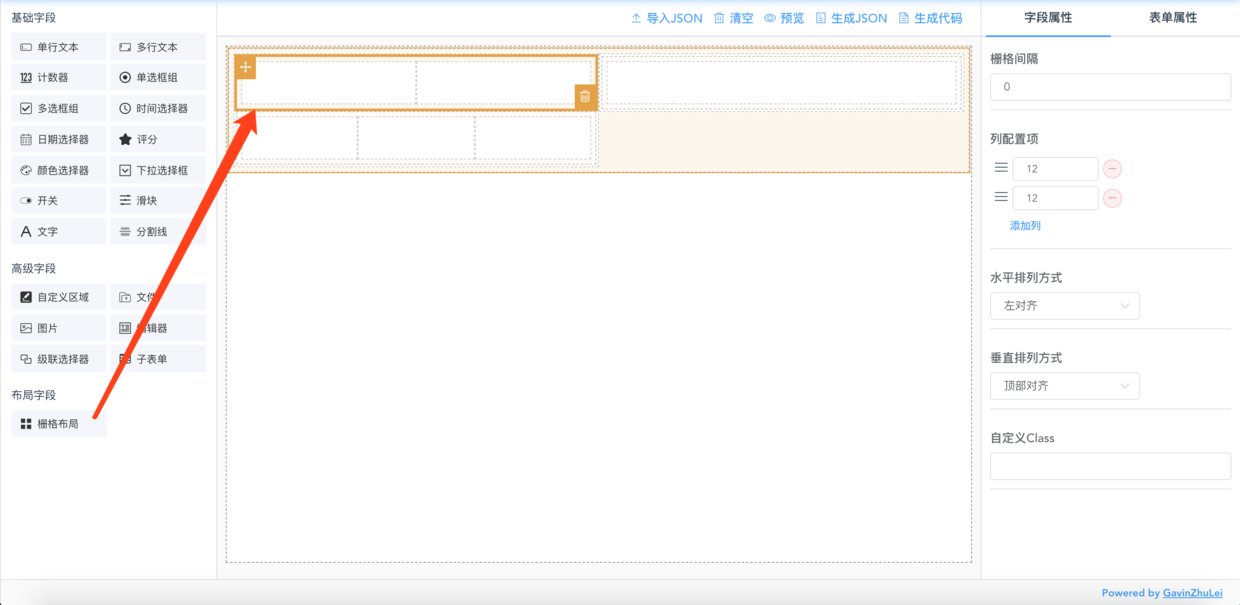 基础字段
导入JSON
清空
预览
生成JSON
生成代码
字段属性
表单属性
单行文本
多行文本
123 计数器
单选框组
多选框组
时间选择器
日期选择器
评分
颜色选择器
下拉选择框
开关
滑块
A 文字
分割线
高级字段
自定义区域
文件
图片
编辑器
级联选择器
子表单
布局字段
栅格布局
栅格间隔
0
列配置项
12
12
添加列
水平排列方式
左对齐
垂直排列方式
顶部对齐
自定义Class
Powered by GavinZhuLei